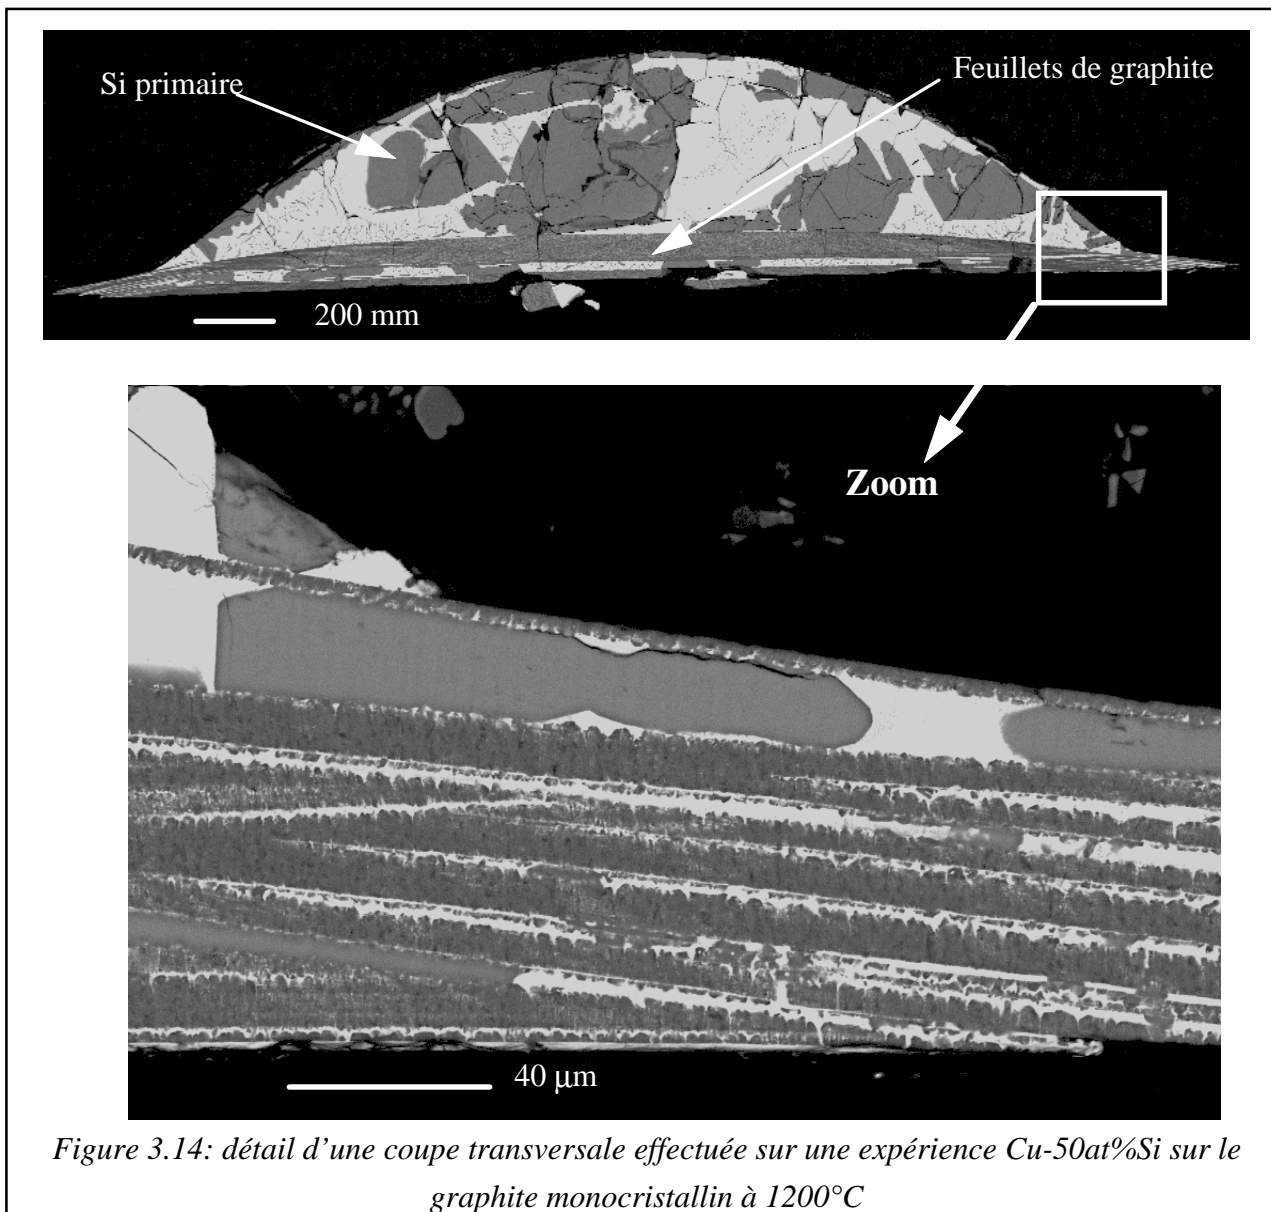 Si primaire
Feuillets de graphite
200 mm
Zoom
40 μm
Figure 3.14: détail d'une coupe transversale effectuée sur une expérience Cu-50at%Si sur le
graphite monocristallin à 1200°C